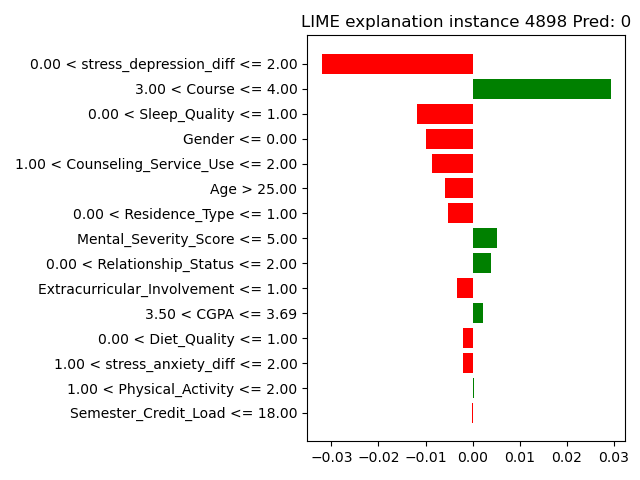 LIME explanation instance 4898 Pred: 0
0.00 < stress_depression_diff <= 2.00
3.00 < Course <= 4.00
0.00 < Sleep_Quality <= 1.00
Gender <= 0.00
1.00 < Counseling_Service_Use <= 2.00
Age > 25.00
0.00 < Residence_Type <= 1.00
Mental_Severity_Score <= 5.00
0.00 < Relationship_Status <= 2.00
Extracurricular_Involvement <= 1.00
3.50 < CGPA <= 3.69
0.00 < Diet_Quality <= 1.00
1.00 < stress_anxiety_diff <= 2.00
1.00 < Physical_Activity <= 2.00
Semester_Credit_Load <= 18.00
−0.03 −0.02 −0.01 0.00 0.01 0.02 0.03